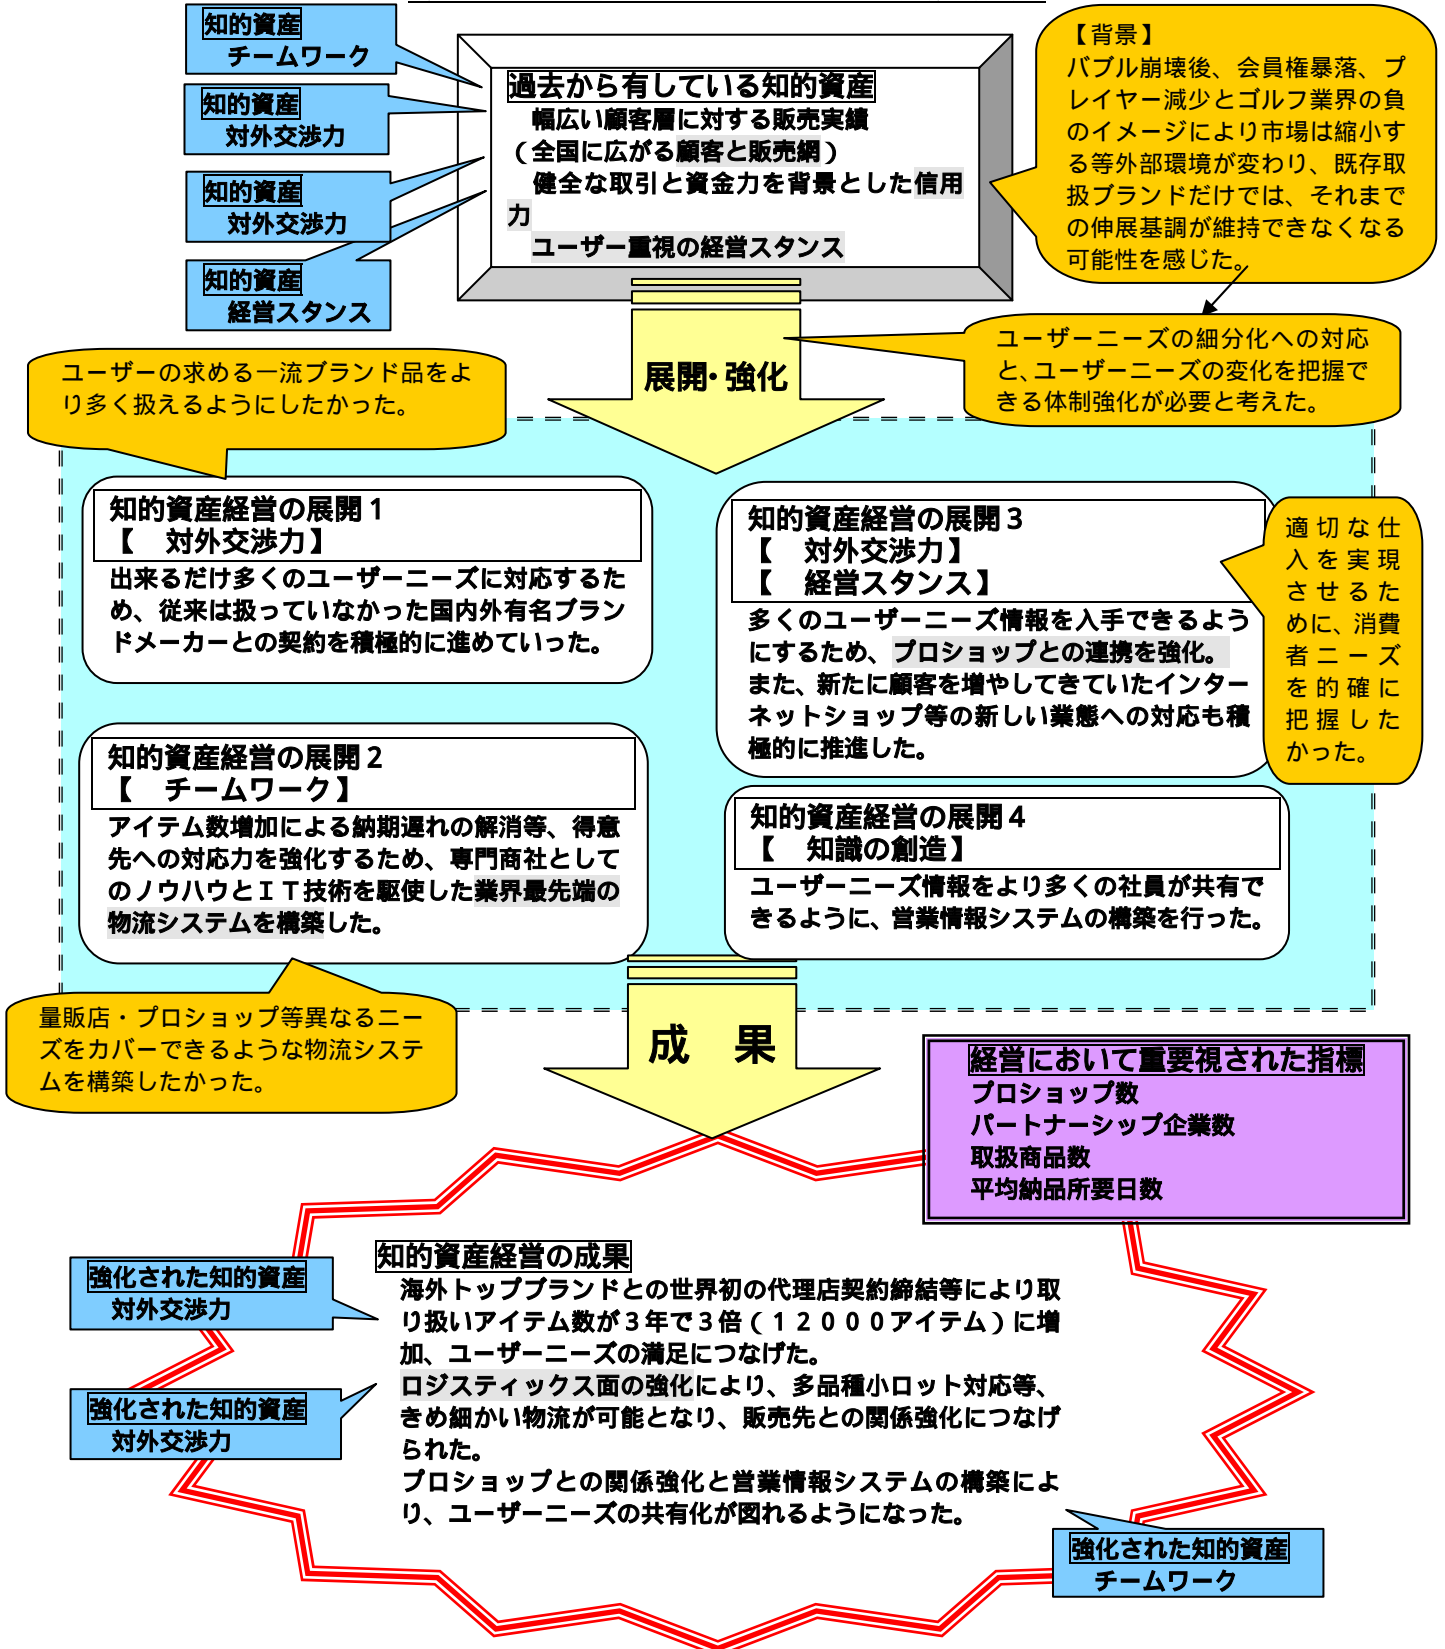 知的資産
チームワーク
知的資産
対外交渉力
知的資産
対外交渉力
知的資産
経営スタンス
過去から有している知的資産
幅広い顧客層に対する販売実績
（全国に広がる顧客と販売網）
健全な取引と資金力を背景とした信用
力
ユーザー重視の経営スタンス
【背景】
バブル崩壊後、会員権暴落、プ
レイヤー減少とゴルフ業界の負
のイメージにより市場は縮小す
る等外部環境が変わり、既存取
扱ブランドだけでは、それまで
の伸展基調が維持できなくなる
可能性を感じた。
展開・強化
ユーザーニーズの細分化への対応
と、ユーザーニーズの変化を把握で
きる体制強化が必要と考えた。
ユーザーの求める一流ブランド品をよ
り多く扱えるようにしたかった。
知的資産経営の展開１
【　対外交渉力】
出来るだけ多くのユーザーニーズに対応するた
め、従来は扱っていなかった国内外有名ブラン
ドメーカーとの契約を積極的に進めていった。
知的資産経営の展開２
【　チームワーク】
アイテム数増加による納期遅れの解消等、得意
先への対応力を強化するため、専門商社として
のノウハウとＩＴ技術を駆使した業界最先端の
物流システムを構築した。
知的資産経営の展開３
【　対外交渉力】
【　経営スタンス】
多くのユーザーニーズ情報を入手できるよう
にするため、プロショップとの連携を強化。
また、新たに顧客を増やしてきていたインター
ネットショップ等の新しい業態への対応も積
極的に推進した。
適切な仕
入を実現
させるた
めに、消費
者ニーズ
を的確に
把握した
かった。
知的資産経営の展開４
【　知識の創造】
ユーザーニーズ情報をより多くの社員が共有で
きるように、営業情報システムの構築を行った。
量販店・プロショップ等異なるニー
ズをカバーできるような物流システ
ムを構築したかった。
成　果
経営において重要視された指標
プロショップ数
パートナーシップ企業数
取扱商品数
平均納品所要日数
知的資産経営の成果
海外トップブランドとの世界初の代理店契約締結等により取
り扱いアイテム数が３年で３倍（１２０００アイテム）に増
加、ユーザーニーズの満足につなげた。
ロジスティックス面の強化により、多品種小ロット対応等、
きめ細かい物流が可能となり、販売先との関係強化につなげ
られた。
プロショップとの関係強化と営業情報システムの構築によ
り、ユーザーニーズの共有化が図れるようになった。
強化された知的資産
対外交渉力
強化された知的資産
対外交渉力
強化された知的資産
チームワーク